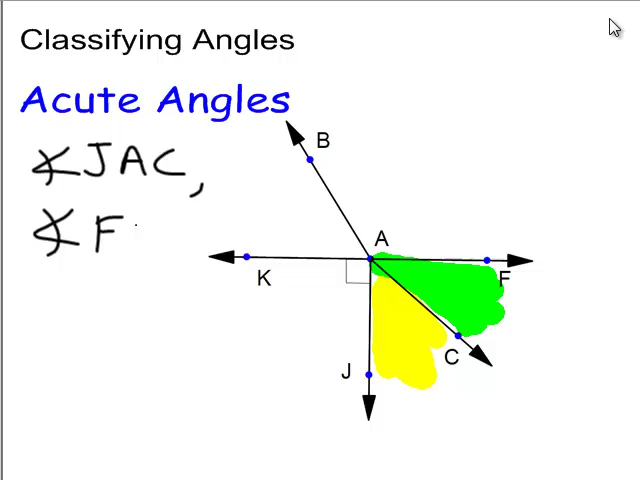 Classifying Angles
Acute Angles
∡JAC,
∡F
B
A
K
F
C
J